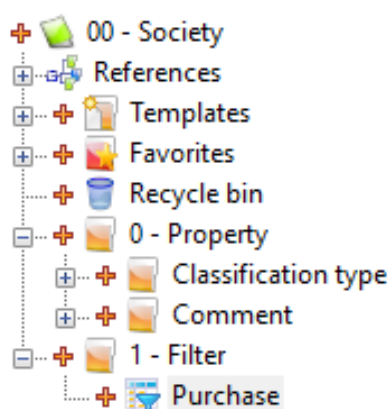 00 - Society
References
Templates
Favorites
Recycle bin
0 - Property
Classification type
Comment
1 - Filter
Purchase